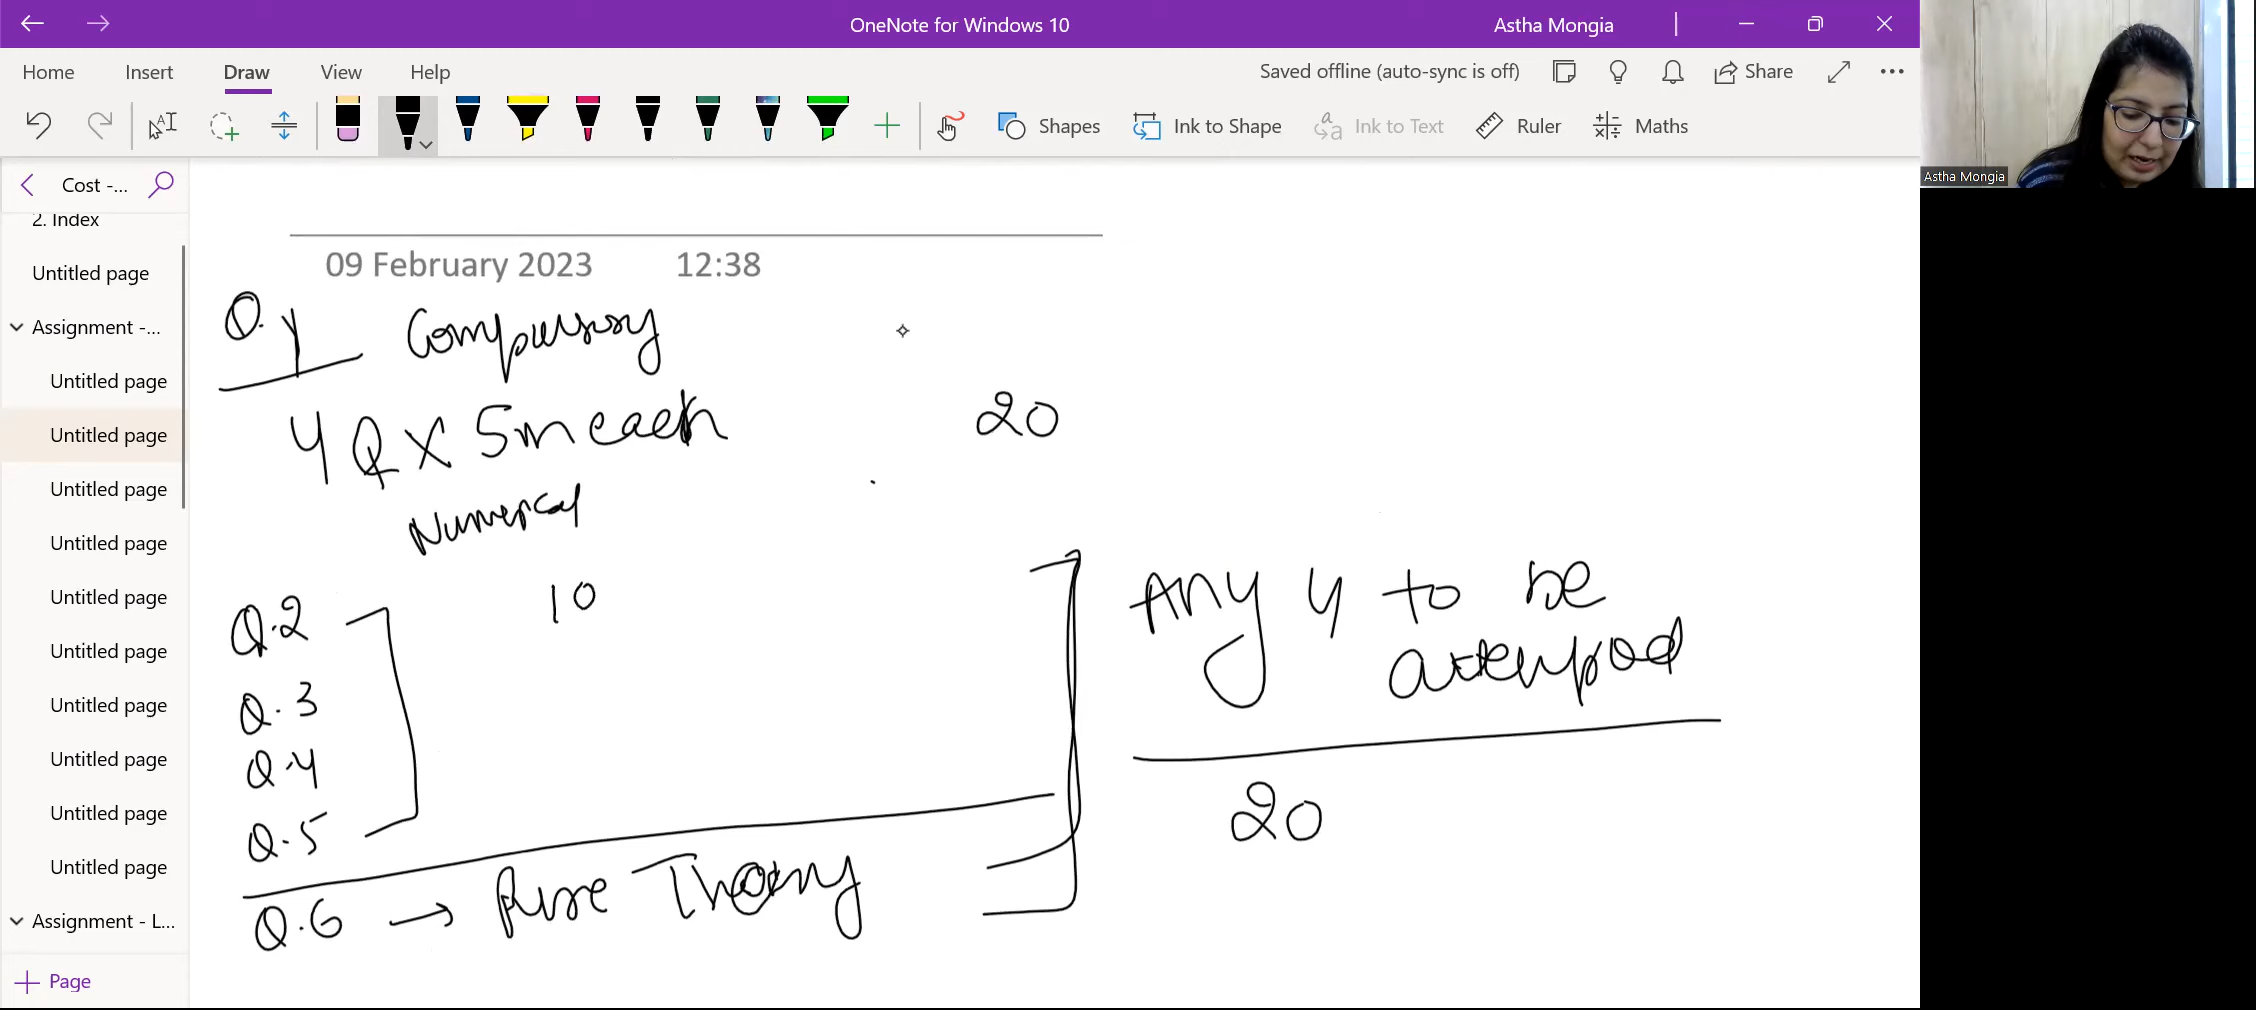 OneNote for Windows 10
Astha Mongia
Home Insert Draw View Help
Saved offline (auto-sync is off)
Share
Shapes
Ink to Shape
Ink to Text
Ruler
Maths
Cost -...
2. Index
Untitled page
Assignment -...
Untitled page
Untitled page
Untitled page
Untitled page
Untitled page
Untitled page
Untitled page
Untitled page
Untitled page
Untitled page
Assignment - L...
Page
09 February 2023 12:38
Q.1 Compulsory
4Q X 5m each 20
Numerical
Q.2 10
Q.3
Q.4
Q.5
Q.6 → Pure Theory
Any 4 to be
attempted
20
Astha Mongia